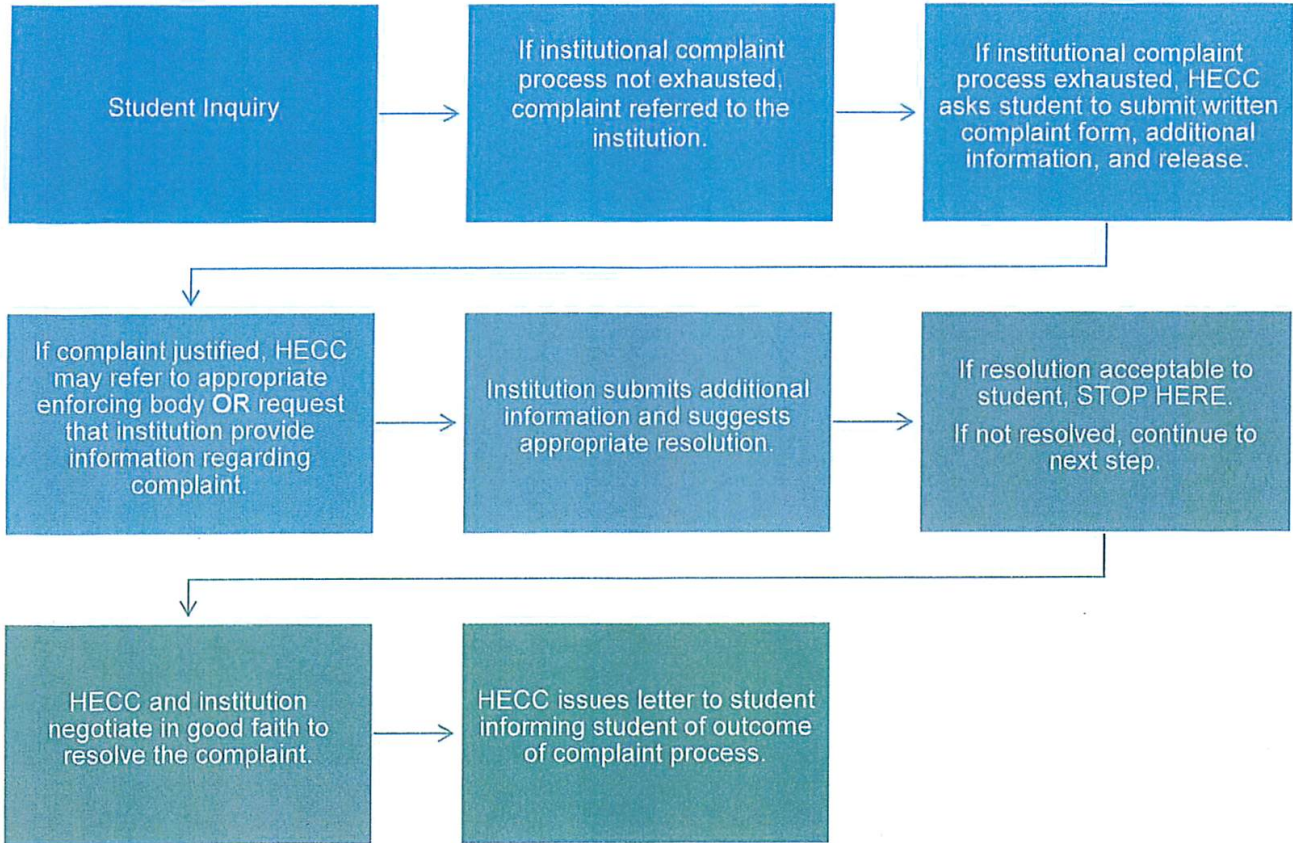 Student Inquiry
If institutional complaint
process not exhausted,
complaint referred to the
institution.
If institutional complaint
process exhausted, HECC
asks student to submit written
complaint form, additional
information, and release.
If complaint justified, HECC
may refer to appropriate
enforcing body OR request
that institution provide
information regarding
complaint.
Institution submits additional
information and suggests
appropriate resolution.
If resolution acceptable to
student, STOP HERE.
If not resolved, continue to
next step.
HECC and institution
negotiate in good faith to
resolve the complaint.
HECC issues letter to student
informing student of outcome
of complaint process.